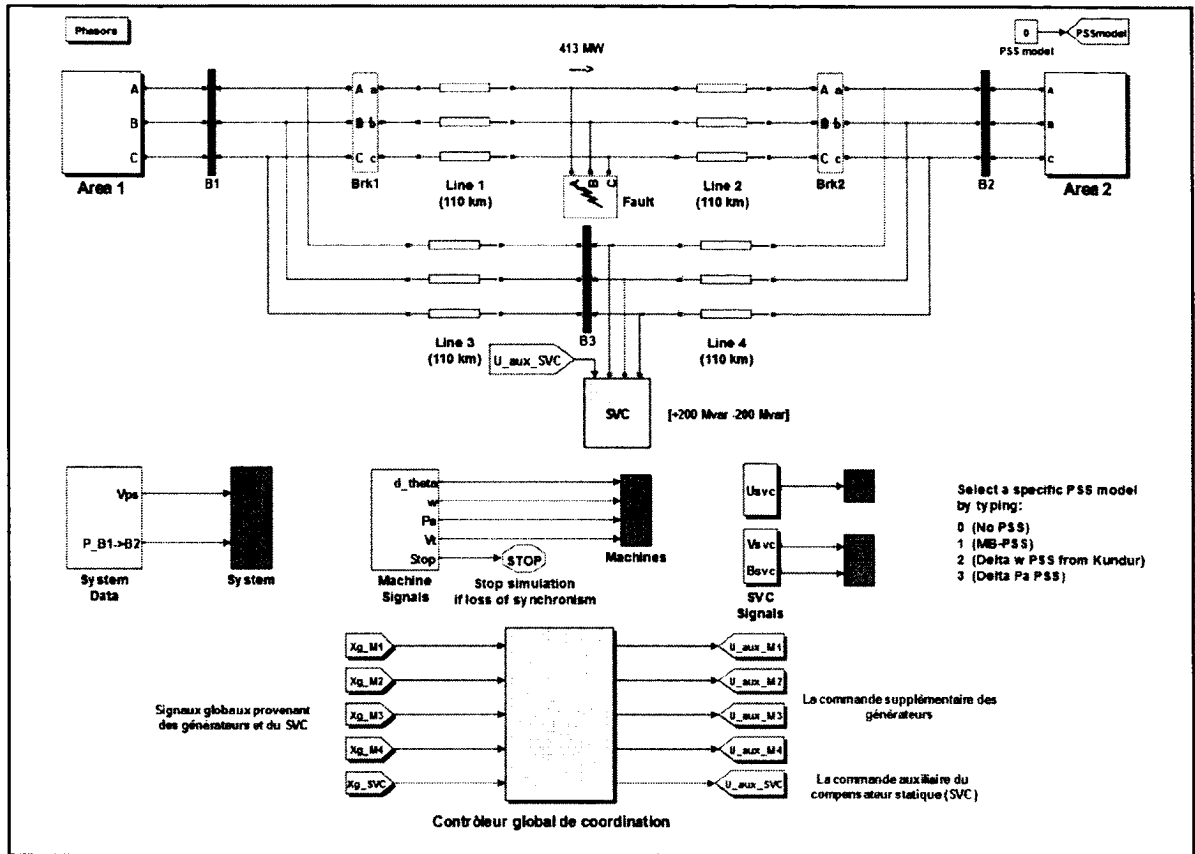 Phasors
0
PSSmodel
PSS model
413 MW
A
B
C
Area 1
B1
A a
B b
C c
Brk1
Line 1
(110 km)
A B C
Fault
Line 2
(110 km)
A a
B b
C c
Brk2
B2
A
B
C
Area 2
Line 3
(110 km)
B3
Line 4
(110 km)
U_aux_SVC
SVC
[+200 Mvar -200 Mvar]
Vps
P_B1->B2
System
Data
System
d_theta
w
Pa
Vt
Stop
Machine
Signals
STOP
Stop simulation
if loss of synchronism
Machines
Usvc
Vsvc
Bsvc
SVC
Signals
Select a specific PSS model
by typing:
0 (No PSS)
1 (MB-PSS)
2 (Delta w PSS from Kundur)
3 (Delta Pa PSS)
Signaux globaux provenant
des générateurs et du SVC
Xg_M1
Xg_M2
Xg_M3
Xg_M4
Xg_SVC
U_aux_M1
U_aux_M2
U_aux_M3
U_aux_M4
U_aux_SVC
La commande supplémentaire des
générateurs
La commande auxiliaire du
compensateur statique (SVC)
Contrôleur global de coordination